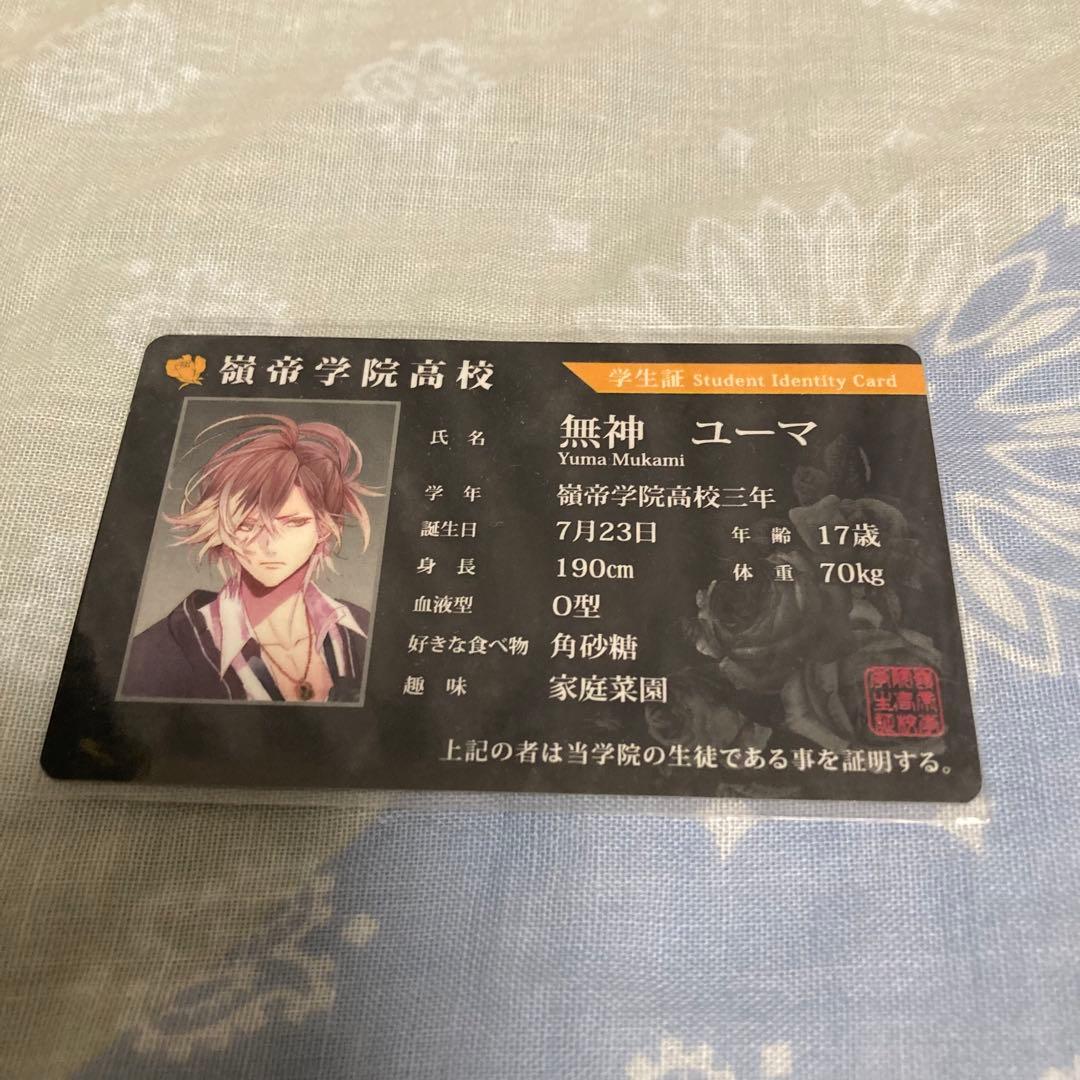 嶺帝学院高校
学生証 Student Identity Card
氏名 無神 ユーマ
Yuma Mukami
学年 嶺帝学院高校三年
誕生日 7月23日 年齢 17歳
身長 190cm 体重 70kg
血液型 O型
好きな食べ物 角砂糖
趣味 家庭菜園
上記の者は当学院の生徒である事を証明する。